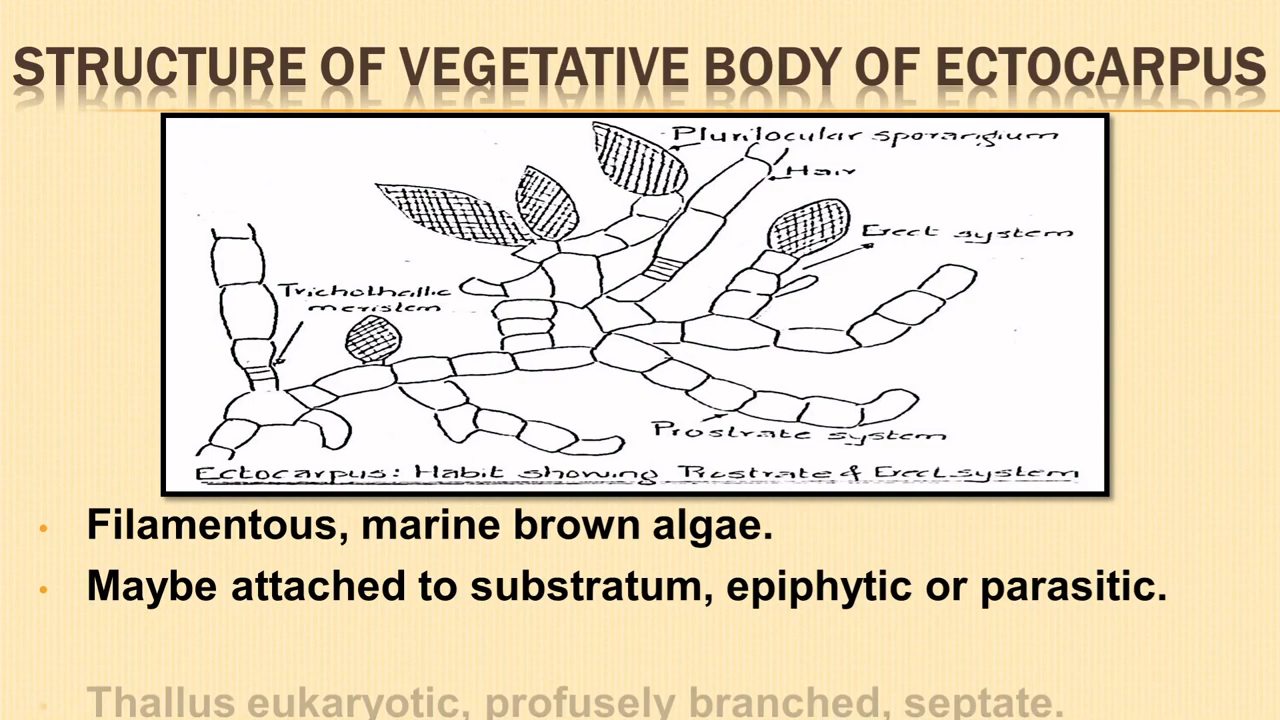 STRUCTURE OF VEGETATIVE BODY OF ECTOCARPUS
Plurilocular sporangium
Hair
Erect system
Trichothallic
meristem
Prostrate system
Ectocarpus: Habit showing Prostrate & Erect system
• Filamentous, marine brown algae.
• Maybe attached to substratum, epiphytic or parasitic.
• Thallus eukaryotic, profusely branched, septate.